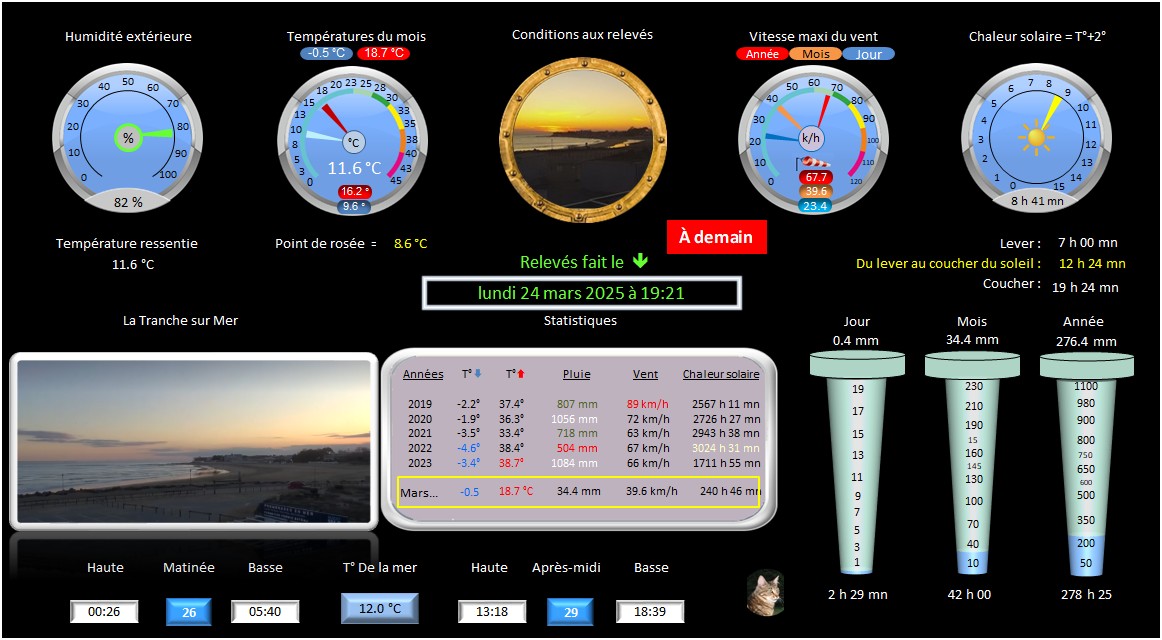 Humidité extérieure
Températures du mois
Conditions aux relevés
Vitesse maxi du vent
Chaleur solaire = T°+2°
-0.5 °C 18.7 °C
Année Mois Jour
0 10 20 30 40 50 60 70 80 90 100
%
82 %
0 3 5 8 10 13 15 18 20 23 25 28 30 33 35 38 40 43 45
°C
11.6 °C
16.2 °
9.6 °
0 10 20 30 40 50 60 70 80 90 100 110 120
k/h
67.7
39.6
23.4
0 1 2 3 4 5 6 7 8 9 10 11 12 13 14 15
8 h 41 mn
Température ressentie
11.6 °C
Point de rosée = 8.6 °C
À demain
Relevés fait le
lundi 24 mars 2025 à 19:21
Lever : 7 h 00 mn
Du lever au coucher du soleil : 12 h 24 mn
Coucher : 19 h 24 mn
La Tranche sur Mer
Statistiques
Années T° T° Pluie Vent Chaleur solaire
2019 -2.2° 37.4° 807 mm 89 km/h 2567 h 11 mn
2020 -1.9° 36.3° 1056 mm 72 km/h 2726 h 27 mn
2021 -3.5° 33.4° 718 mm 63 km/h 2943 h 38 mn
2022 -4.6° 38.4° 504 mm 67 km/h 3024 h 31 mn
2023 -3.4° 38.7° 1084 mm 66 km/h 1711 h 55 mn
Mars... -0.5 18.7 °C 34.4 mm 39.6 km/h 240 h 46 mn
Jour
0.4 mm
19
17
15
13
11
9
7
5
3
1
2 h 29 mn
Mois
34.4 mm
230
210
190
15
160
145
130
100
70
40
10
42 h 00
Année
276.4 mm
1100
980
900
800
750
650
600
500
350
200
50
278 h 25
Haute Matinée Basse
00:26 26 05:40
T° De la mer
12.0 °C
Haute Après-midi Basse
13:18 29 18:39